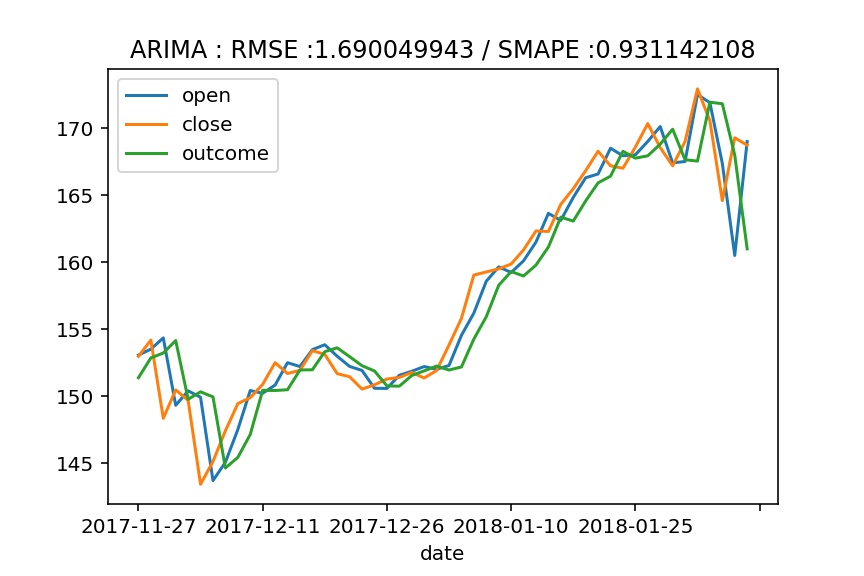 ARIMA : RMSE :1.690049943 / SMAPE :0.931142108
open
close
outcome
170
165
160
155
150
145
2017-11-27 2017-12-11 2017-12-26 2018-01-10 2018-01-25
date